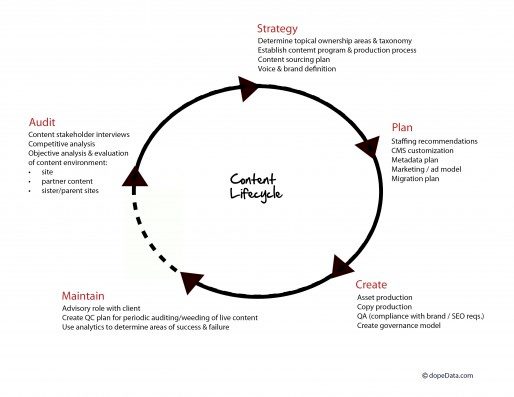 Strategy
Determine topical ownership areas & taxonomy
Establish contemt program & production process
Content sourcing plan
Voice & brand definition
Audit
Content stakeholder interviews
Competitive analysis
Objective analysis & evaluation
of content environment:
• site
• partner content
• sister/parent sites
Plan
Staffing recommendations
CMS customization
Metadata plan
Marketing / ad model
Migration plan
Content
Lifecycle
Create
Asset production
Copy production
QA (compliance with brand / SEO reqs.)
Create governance model
Maintain
Advisory role with client
Create QC plan for periodic auditing/weeding of live content
Use analytics to determine areas of success & failure
© dopeData.com